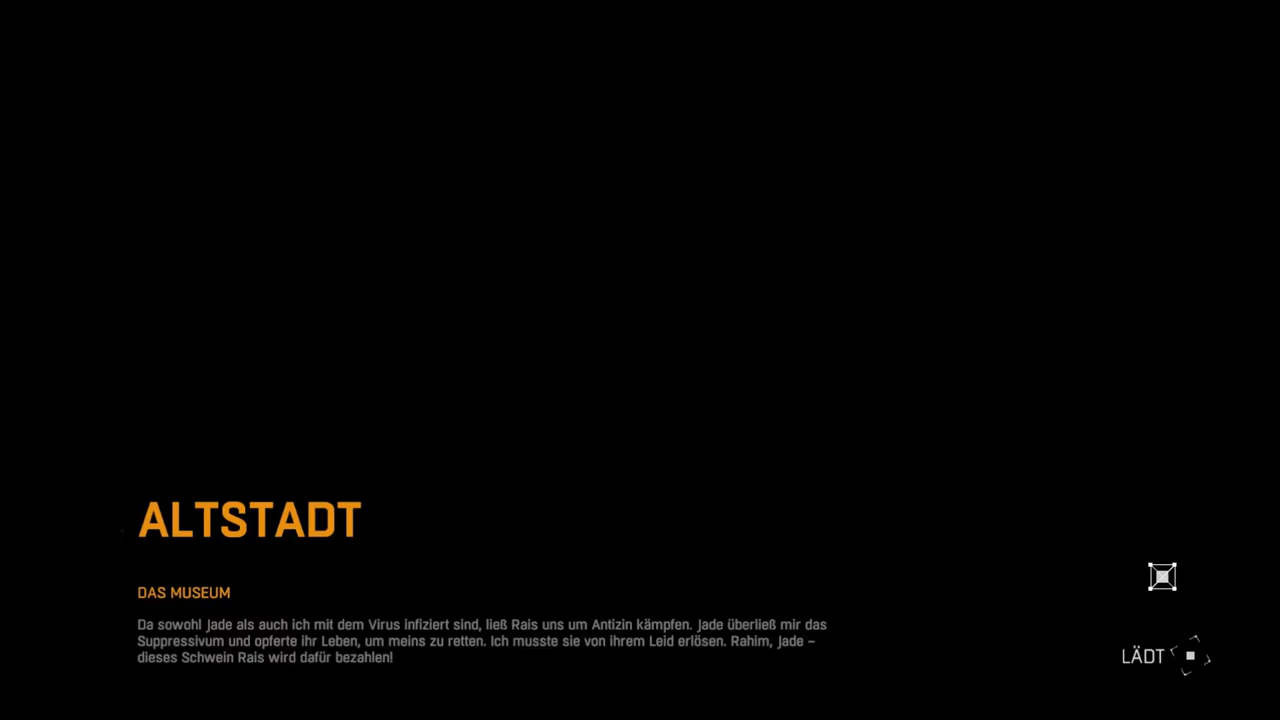 ALTSTADT
DAS MUSEUM
Da sowohl Jade als auch ich mit dem Virus infiziert sind, ließ Rais uns um Antizin kämpfen. Jade überließ mir das
Suppressivum und opferte ihr Leben, um meins zu retten. Ich musste sie von ihrem Leid erlösen. Rahim, Jade –
dieses Schwein Rais wird dafür bezahlen!
LÄDT